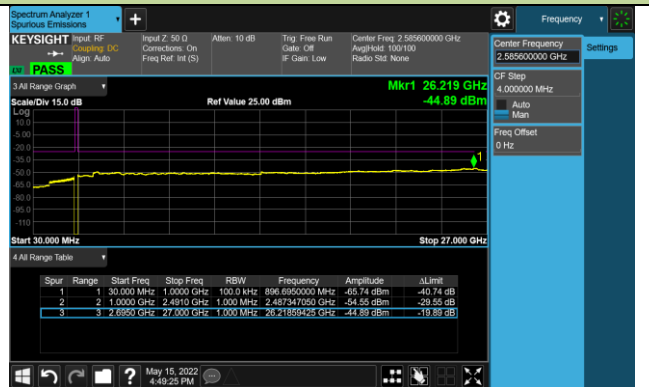 Spectrum Analyzer 1
Spurious Emissions
Frequency
KEYSIGHT
Input: RF
Coupling: DC
Align: Auto
Input Z: 50 Ω
Corrections: On
Freq Ref: Int (S)
Atten: 10 dB
Trig: Free Run
Gate: Off
IF Gain: Low
Center Freq: 2.585600000 GHz
Avg|Hold: 100/100
Radio Std: None
PASS
Center Frequency
2.585600000 GHz
Settings
CF Step
4.000000 MHz
Auto
Man
Freq Offset
0 Hz
3 All Range Graph
Mkr1 26.219 GHz
Scale/Div 15.0 dB
Ref Value 25.00 dBm
-44.89 dBm
Log
10.0
-5.00
-20.0
-35.0
-50.0
-65.0
-80.0
-95.0
-110
1
Start 30.000 MHz
Stop 27.000 GHz
4 All Range Table
Spur Range Start Freq Stop Freq RBW Frequency Amplitude ΔLimit
1 1 30.000 MHz 1.0000 GHz 100.0 kHz 896.6950000 MHz -65.74 dBm -40.74 dB
2 2 1.0000 GHz 2.4910 GHz 1.000 MHz 2.487347050 GHz -54.55 dBm -29.55 dB
3 3 2.6950 GHz 27.000 GHz 1.000 MHz 26.21859425 GHz -44.89 dBm -19.89 dB
May 15, 2022
4:49:25 PM